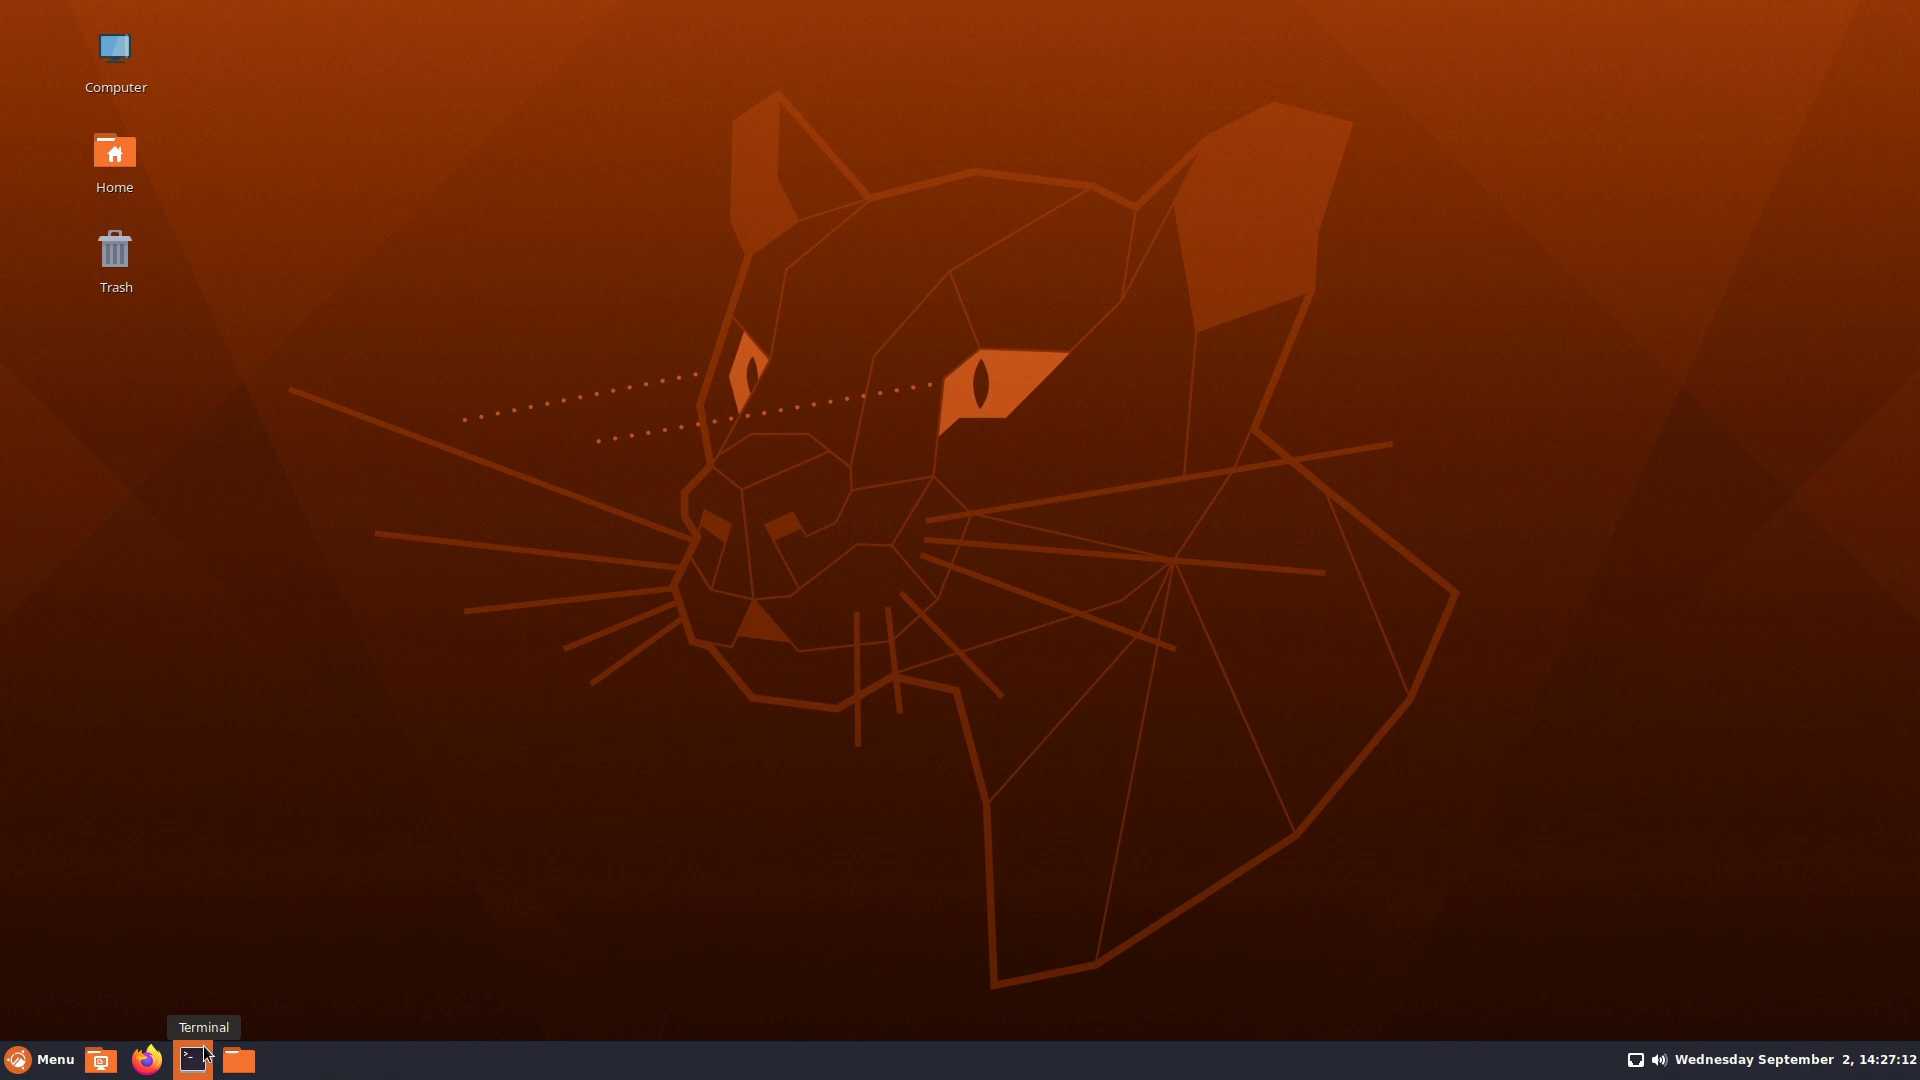 Computer
Home
Trash
Terminal
Menu
Wednesday September  2, 14:27:12